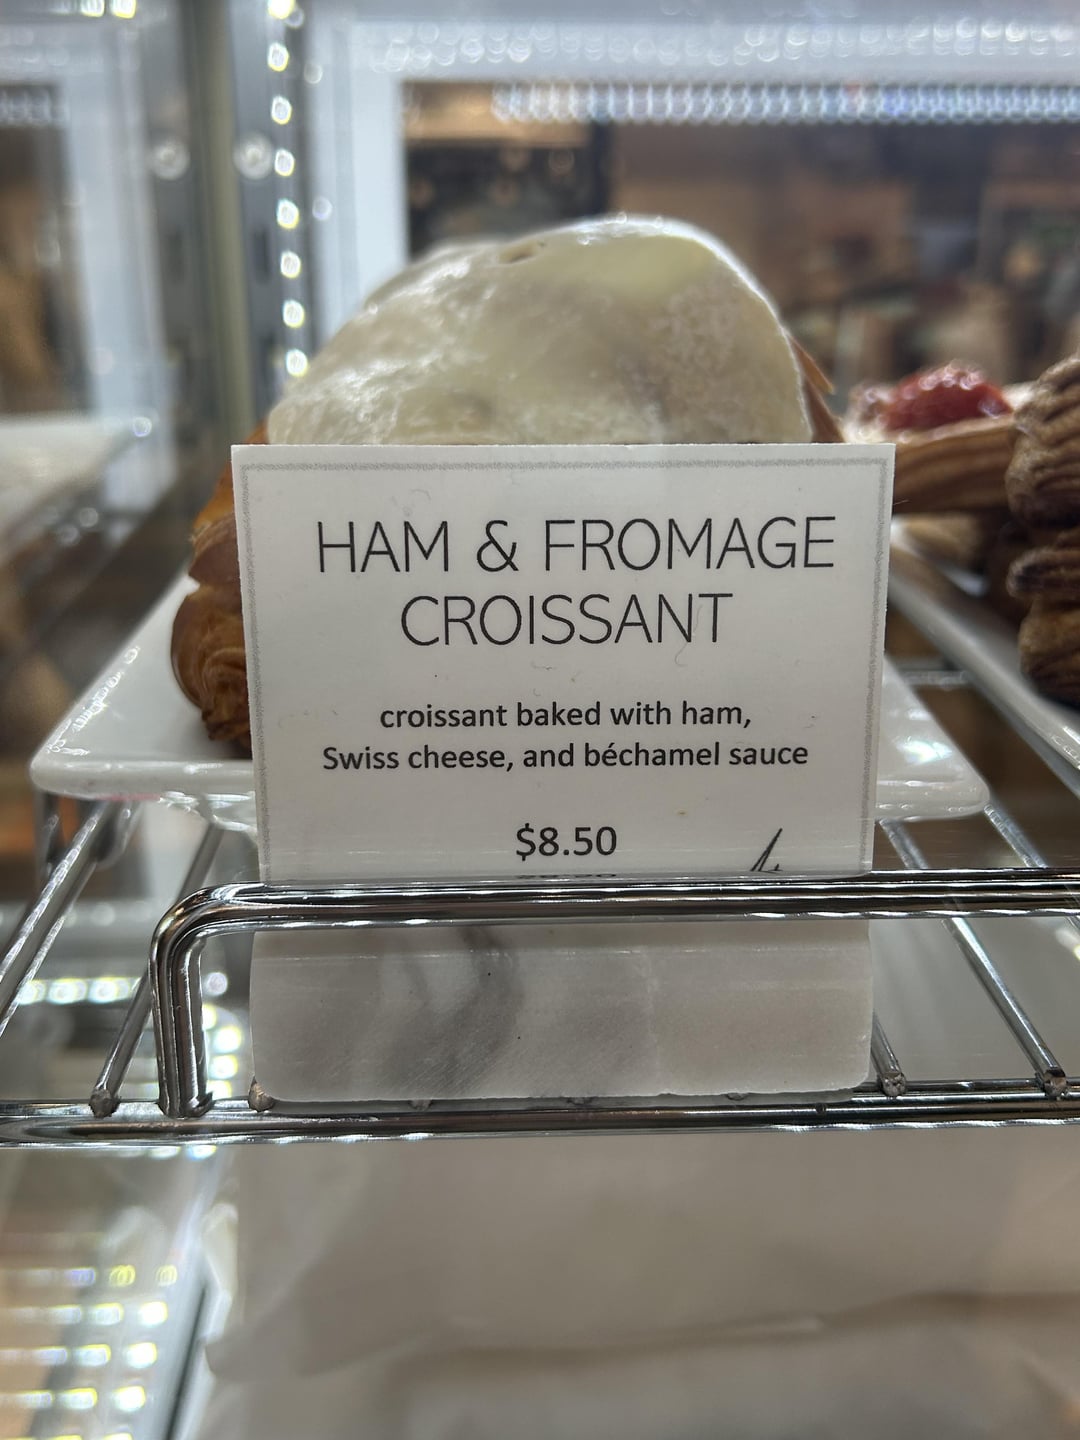 HAM & FROMAGE
CROISSANT
croissant baked with ham,
Swiss cheese, and béchamel sauce
$8.50